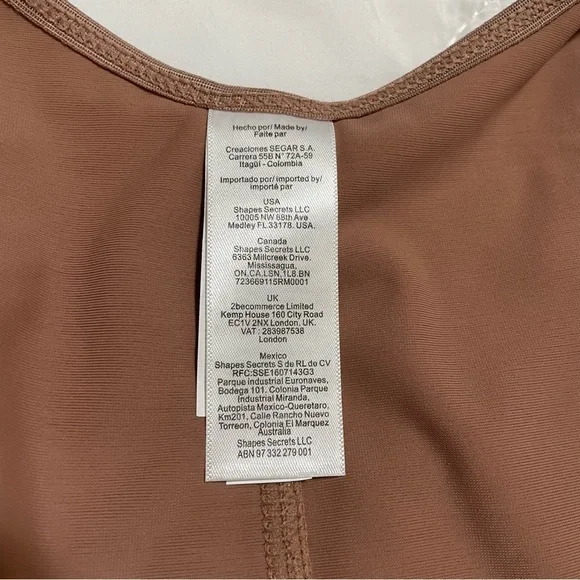 Hecho por/ Made by/
Faite par
Creaciones SEGAR S.A.
Carrera 55B N° 72A-59
Itagüí - Colombia
Importado por/imported by/
importé par
USA
Shapes Secrets LLC
10005 NW 88th Ave
Medley FL 33178. USA.
Canada
Shapes Secrets LLC
6363 Millcreek Drive.
Mississagua,
ON.CA.LSN.1L8.BN
723669115RM0001
UK
2becommerce Limited
Kemp House 160 City Road
EC1V 2NX London, UK.
VAT : 283987538
London
Mexico
Shapes Secrets S de RL de CV
RFC:SSE1607143G3
Parque industrial Euronaves,
Bodega 101. Colonia Parque
Industrial Miranda,
Autopista Mexico-Queretaro,
Km201, Calle Rancho Nuevo
Torreon, Colonia El Marquez
Australia
Shapes Secrets LLC
ABN 97 332 279 001